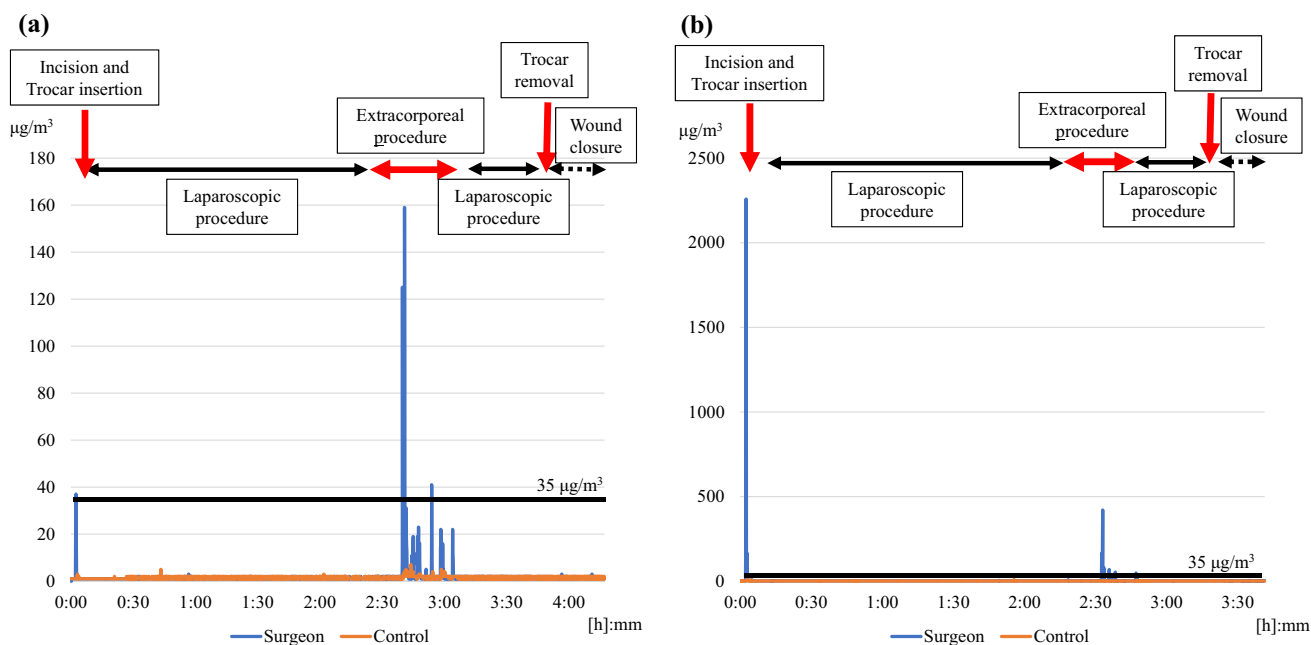 (a)
Incision and
Trocar insertion
Extracorporeal
procedure
Trocar
removal
Wound
closure
µg/m³
180
160
140
120
100
80
60
40
20
0
Laparoscopic
procedure
Laparoscopic
procedure
35 µg/m³
0:00 0:30 1:00 1:30 2:00 2:30 3:00 3:30 4:00
[h]:mm
Surgeon Control
(b)
Incision and
Trocar insertion
Extracorporeal
procedure
Trocar
removal
Wound
closure
µg/m³
2500
2000
1500
1000
500
0
Laparoscopic
procedure
Laparoscopic
procedure
35 µg/m³
0:00 0:30 1:00 1:30 2:00 2:30 3:00 3:30
[h]:mm
Surgeon Control